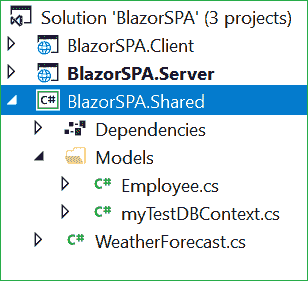 Solution 'BlazorSPA' (3 projects)
BlazorSPA.Client
BlazorSPA.Server
C# BlazorSPA.Shared
Dependencies
Models
C# Employee.cs
C# myTestDBContext.cs
C# WeatherForecast.cs